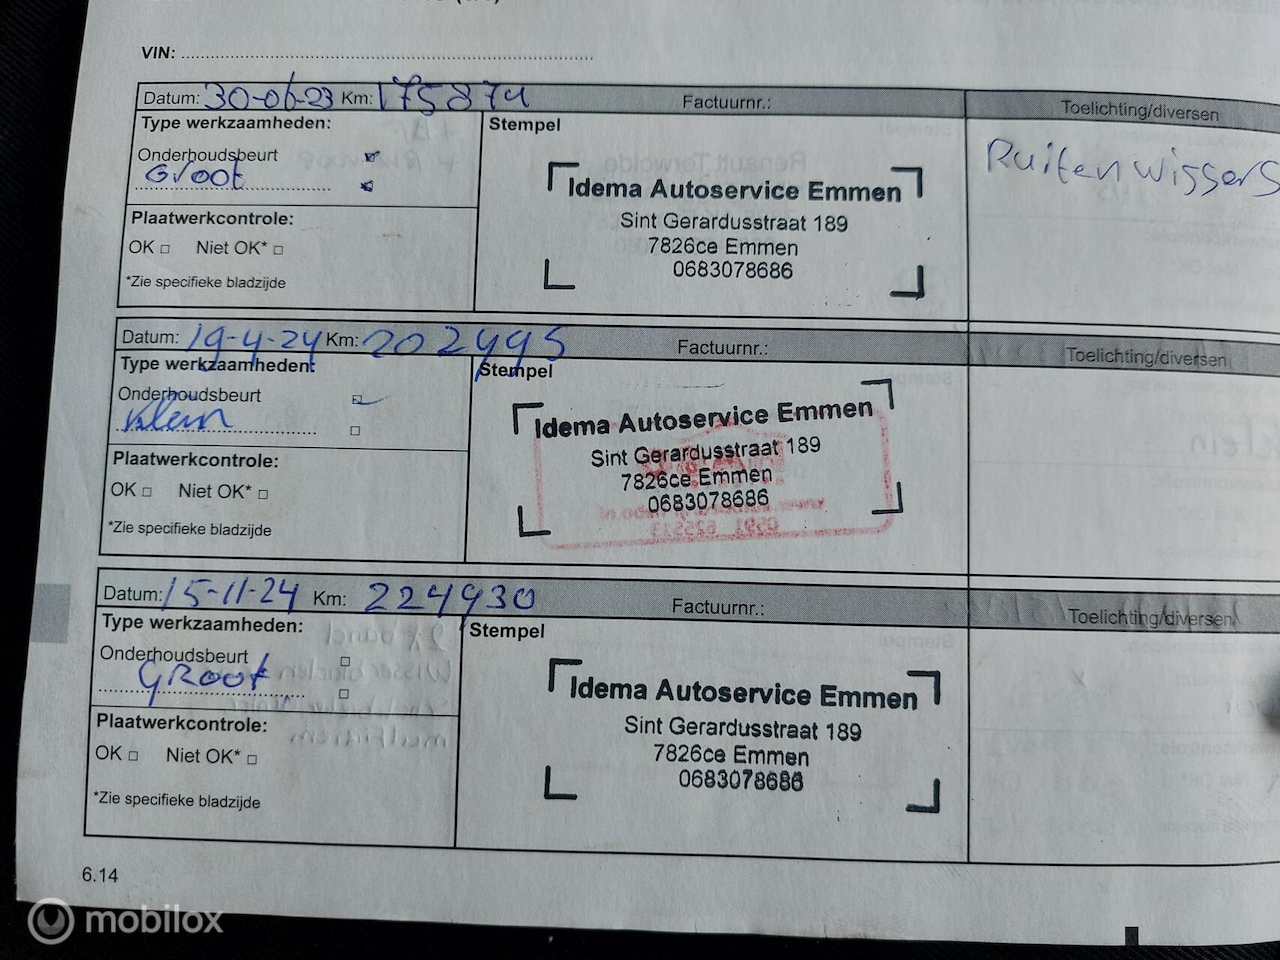 VIN:
Datum: 30-06-23 Km: 175874 Factuurnr.: Toelichting/diversen
Type werkzaamheden: Stempel
Onderhoudsbeurt
Groot
Ruitenwissers
Idema Autoservice Emmen
Sint Gerardusstraat 189
7826ce Emmen
0683078686
Plaatwerkcontrole:
OK Niet OK*
*Zie specifieke bladzijde
Datum: 19-4-24 Km: 202495 Factuurnr.: Toelichting/diversen
Type werkzaamheden: Stempel
Onderhoudsbeurt
Klein
Idema Autoservice Emmen
Sint Gerardusstraat 189
7826ce Emmen
0683078686
Plaatwerkcontrole:
OK Niet OK*
*Zie specifieke bladzijde
Datum: 15-11-24 Km: 224930 Factuurnr.: Toelichting/diversen
Type werkzaamheden: Stempel
Onderhoudsbeurt
GRoot
Idema Autoservice Emmen
Sint Gerardusstraat 189
7826ce Emmen
0683078686
Plaatwerkcontrole:
OK Niet OK*
*Zie specifieke bladzijde
6.14
mobilox